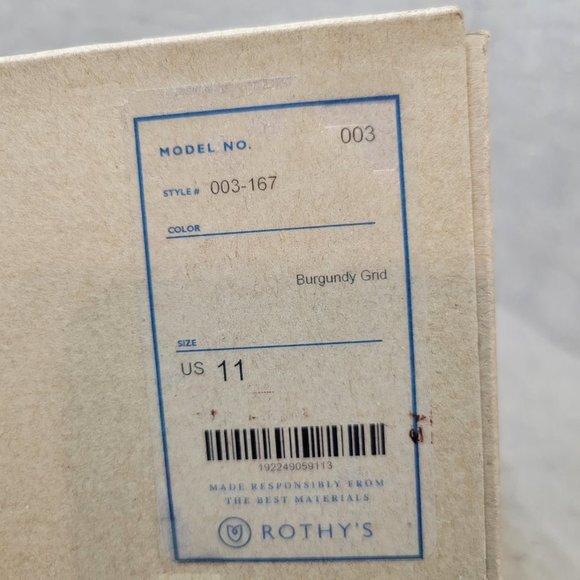 MODEL NO. 003
STYLE # 003-167
COLOR
Burgundy Grid
SIZE
US 11
192249059113
MADE RESPONSIBLY FROM
THE BEST MATERIALS
ROTHY'S